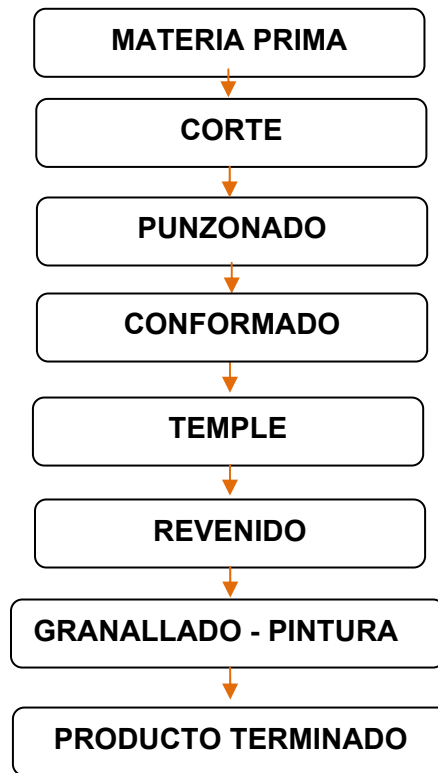 MATERIA PRIMA
CORTE
PUNZONADO
CONFORMADO
TEMPLE
REVENIDO
GRANALLADO - PINTURA
PRODUCTO TERMINADO